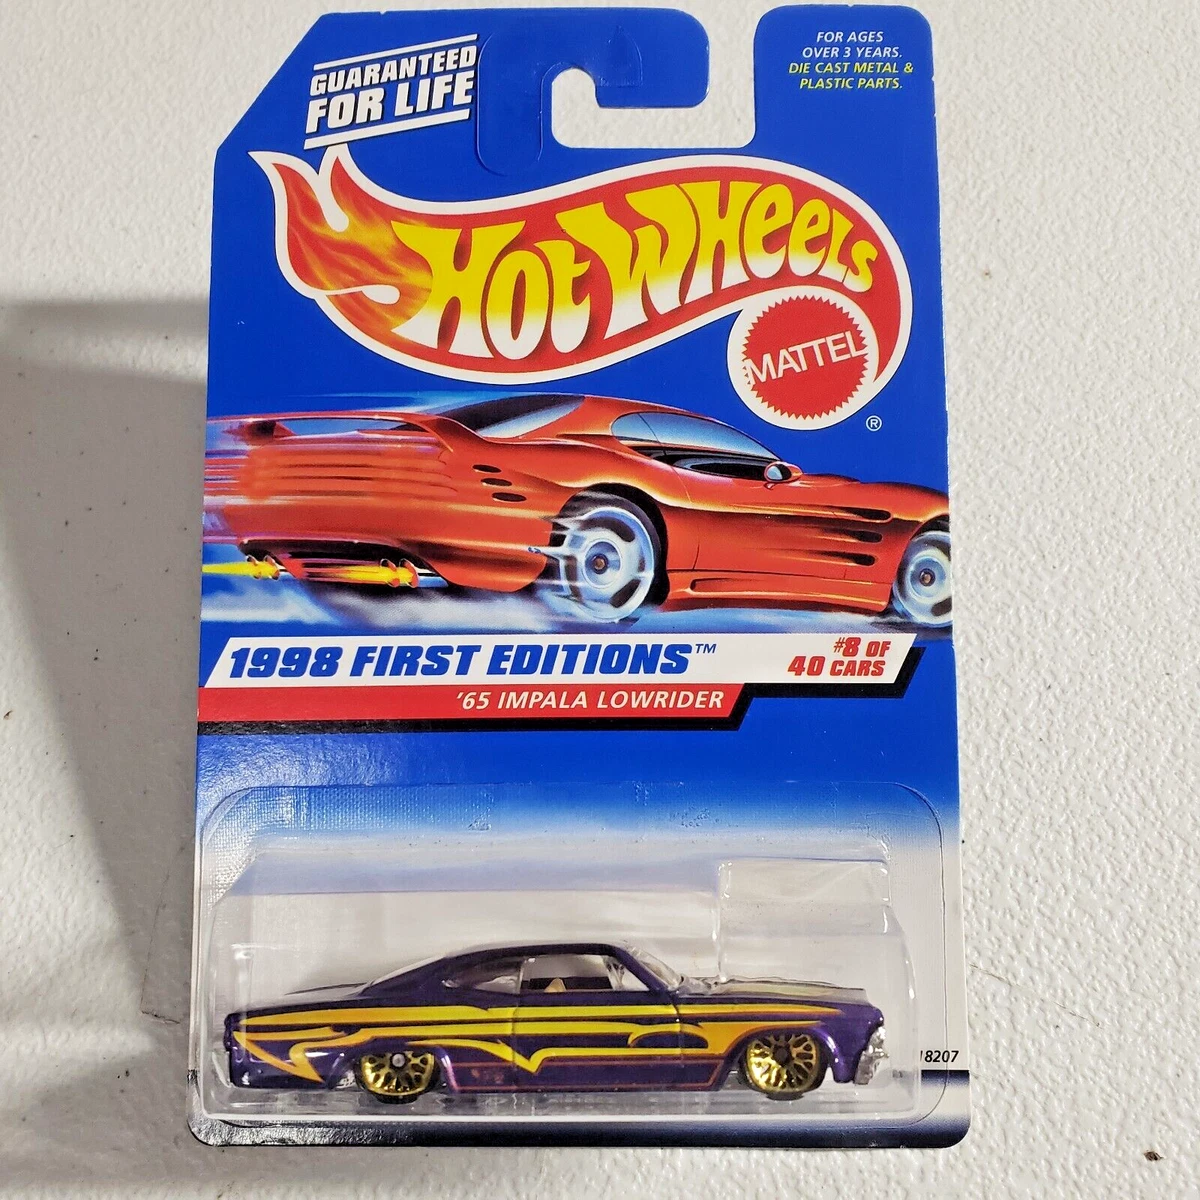 GUARANTEED
FOR LIFE
FOR AGES
OVER 3 YEARS.
DIE CAST METAL &
PLASTIC PARTS.
HOT WHEELS
MATTEL
®
1998 FIRST EDITIONS™
#8 OF
40 CARS
'65 IMPALA LOWRIDER
18207